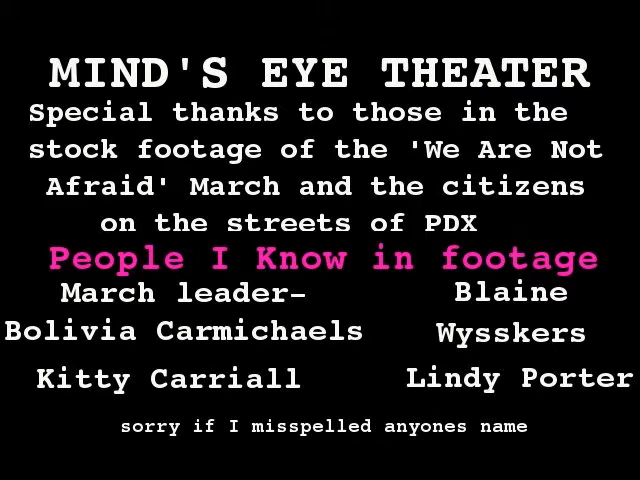 MIND'S EYE THEATER
Special thanks to those in the
stock footage of the 'We Are Not
Afraid' March and the citizens
on the streets of PDX
People I Know in footage
March leader- Blaine
Bolivia Carmichaels Wysskers
Kitty Carriall Lindy Porter
sorry if I misspelled anyones name